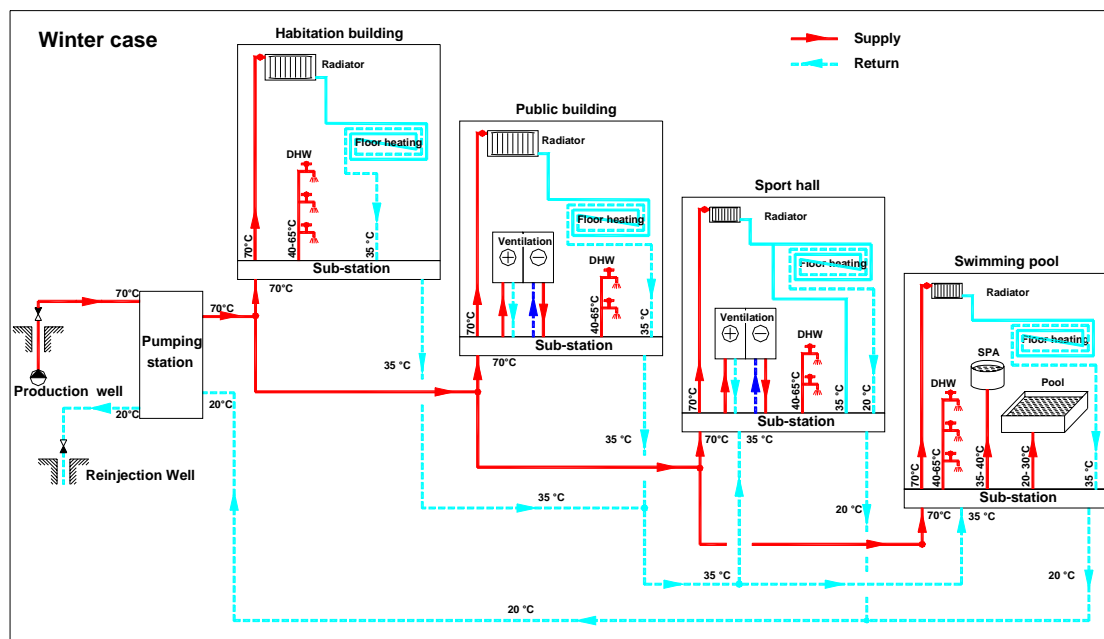 Winter case
Supply
Return
Habitation building
Radiator
Floor heating
DHW
70°C
40-65°C
35 °C
Sub-station
70°C
Public building
Radiator
Floor heating
Ventilation
DHW
70°C
40-65°C
35 °C
Sub-station
70°C
Sport hall
Radiator
Floor heating
Ventilation
DHW
70°C
40-65°C
35 °C
20 °C
Sub-station
70°C
35 °C
Swimming pool
Radiator
Floor heating
SPA
Pool
DHW
70°C
40-65°C
35- 40°C
20- 30°C
35 °C
Sub-station
70°C
35 °C
70°C
70°C
Pumping
station
Production well
20°C
20°C
Reinjection Well
35 °C
35 °C
35 °C
35 °C
20 °C
20 °C
20 °C